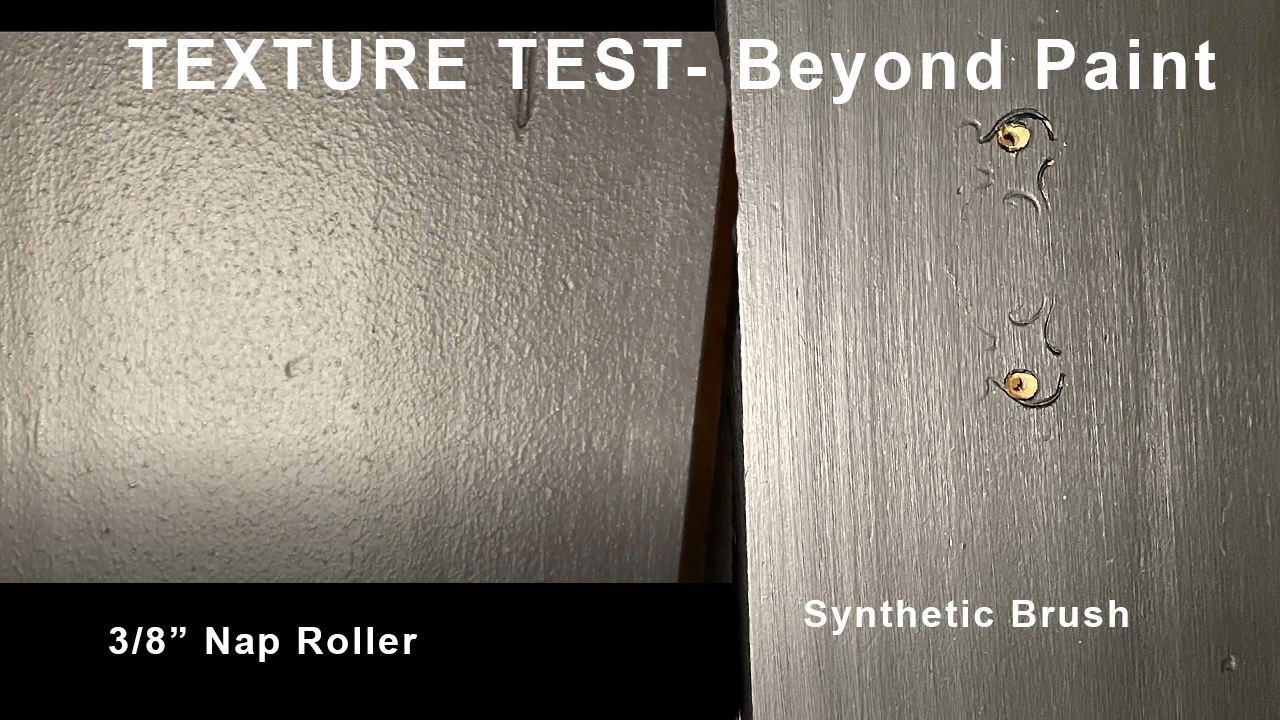 TEXTURE TEST- Beyond Paint
Synthetic Brush
3/8” Nap Roller